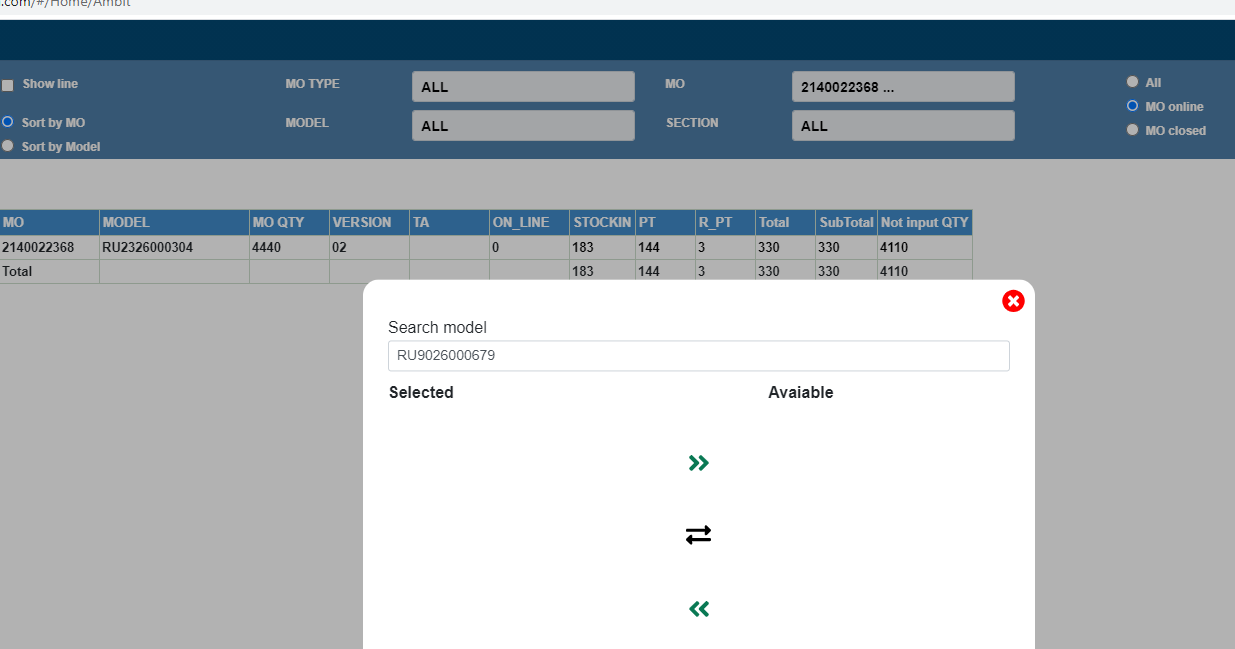 .com/#/Home/Ambit
Show line
MO TYPE
ALL
MO
2140022368 ...
All
MO online
Sort by MO
MODEL
ALL
SECTION
ALL
MO closed
Sort by Model
MO MODEL MO QTY VERSION TA ON_LINE STOCKIN PT R_PT Total SubTotal Not input QTY
2140022368 RU2326000304 4440 02 0 183 144 3 330 330 4110
Total 183 144 3 330 330 4110
Search model
RU9026000679
Selected Avaiable